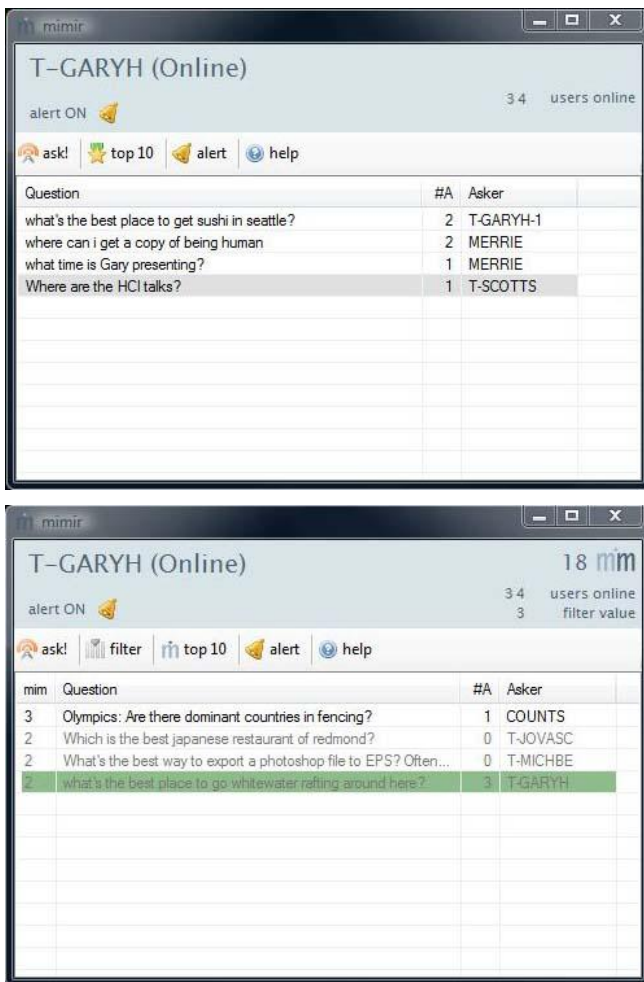 mimir
T-GARYH (Online)
34 users online
alert ON
ask! top 10 alert help
Question #A Asker
what's the best place to get sushi in seattle? 2 T-GARYH-1
where can i get a copy of being human 2 MERRIE
what time is Gary presenting? 1 MERRIE
Where are the HCI talks? 1 T-SCOTTS
mimir
T-GARYH (Online) 18 mim
34 users online
alert ON 3 filter value
ask! filter top 10 alert help
mim Question #A Asker
3 Olympics: Are there dominant countries in fencing? 1 COUNTS
2 Which is the best japanese restaurant of redmond? 0 T-JOVASC
2 What's the best way to export a photoshop file to EPS? Often... 0 T-MICHBE
2 what's the best place to go whitewater rafting around here? 3 T-GARYH